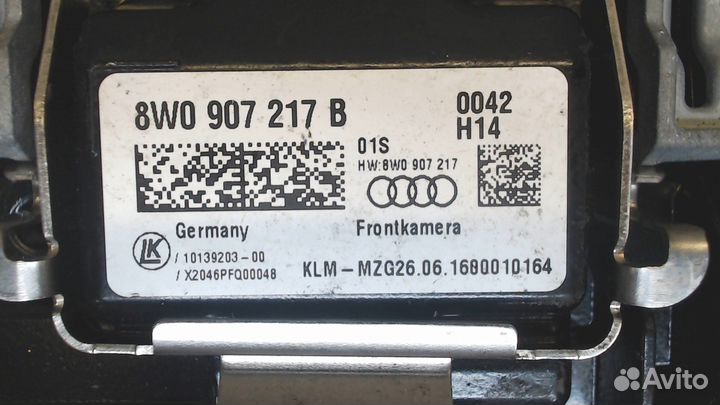 8W0 907 217 B
0042
H14
01S
HW:8W0 907 217
Germany
Frontkamera
LK
/ 10139203-00
/ X2046PFQ00048
KLM-MZG26.06.1600010164
Avito